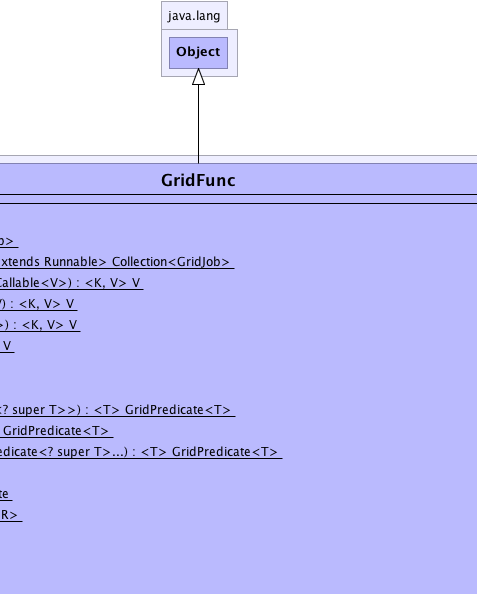 java.lang
Object
GridFunc
b>
xtends Runnable> Collection<GridJob>
Callable<V>) : <K, V> V
V) : <K, V> V
>) : <K, V> V
V
<? super T>>) : <T> GridPredicate<T>
GridPredicate<T>
edicate<? super T>...) : <T> GridPredicate<T>
te
R>